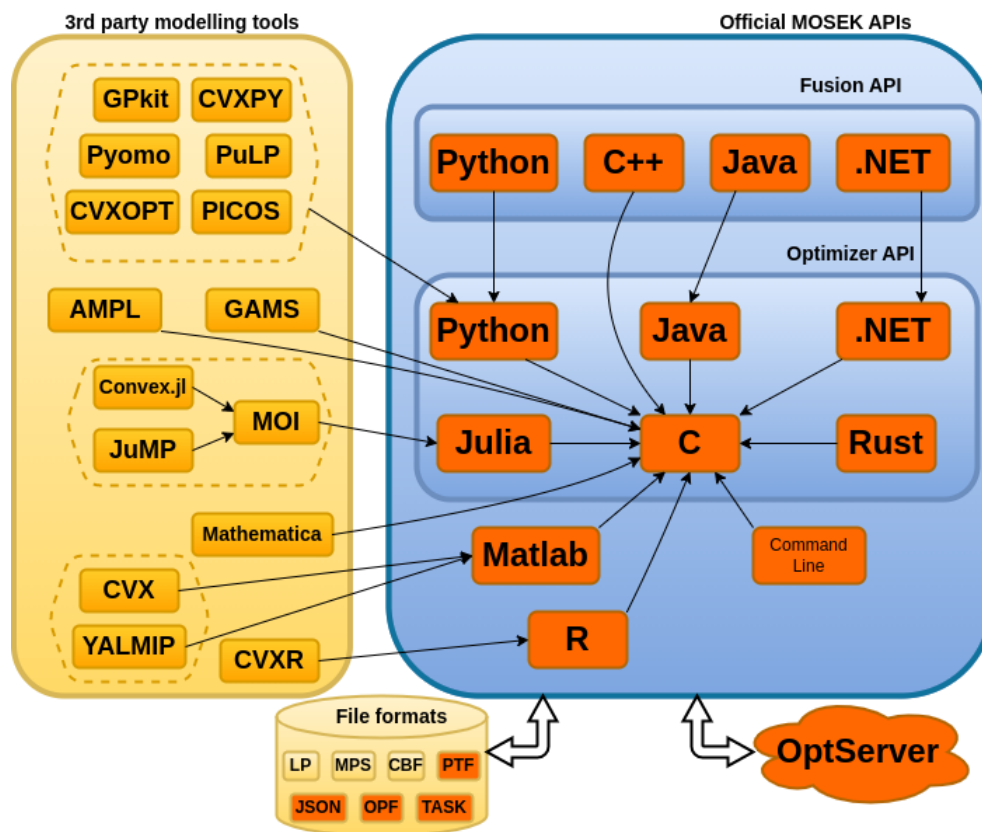 3rd party modelling tools
GPkit
CVXPY
Pyomo
PuLP
CVXOPT
PICOS
AMPL
GAMS
Convex.jl
MOI
JuMP
Mathematica
CVX
YALMIP
CVXR
Official MOSEK APIs
Fusion API
Python
C++
Java
.NET
Optimizer API
Python
Java
.NET
Julia
C
Rust
Matlab
Command
Line
R
File formats
LP
MPS
CBF
PTF
JSON
OPF
TASK
OptServer